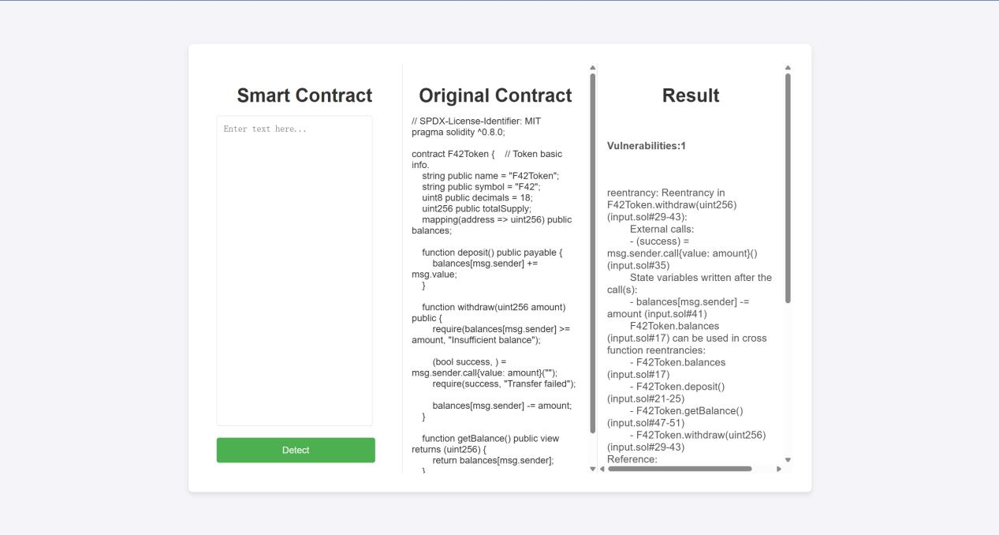 Smart Contract
Enter text here...
Detect
Original Contract
// SPDX-License-Identifier: MIT
pragma solidity ^0.8.0;
contract F42Token {    // Token basic
info.
string public name = "F42Token";
string public symbol = "F42";
uint8 public decimals = 18;
uint256 public totalSupply;
mapping(address => uint256) public
balances;
function deposit() public payable {
balances[msg.sender] +=
msg.value;
}
function withdraw(uint256 amount)
public {
require(balances[msg.sender] >=
amount, "Insufficient balance");
(bool success, ) =
msg.sender.call{value: amount}("");
require(success, "Transfer failed");
balances[msg.sender] -= amount;
}
function getBalance() public view
returns (uint256) {
return balances[msg.sender];
}
Result
Vulnerabilities:1
reentrancy: Reentrancy in
F42Token.withdraw(uint256)
(input.sol#29-43):
External calls:
- (success) =
msg.sender.call{value: amount}()
(input.sol#35)
State variables written after the
call(s):
- balances[msg.sender] -=
amount (input.sol#41)
F42Token.balances
(input.sol#17) can be used in cross
function reentrancies:
- F42Token.balances
(input.sol#17)
- F42Token.deposit()
(input.sol#21-25)
- F42Token.getBalance()
(input.sol#47-51)
- F42Token.withdraw(uint256)
(input.sol#29-43)
Reference: